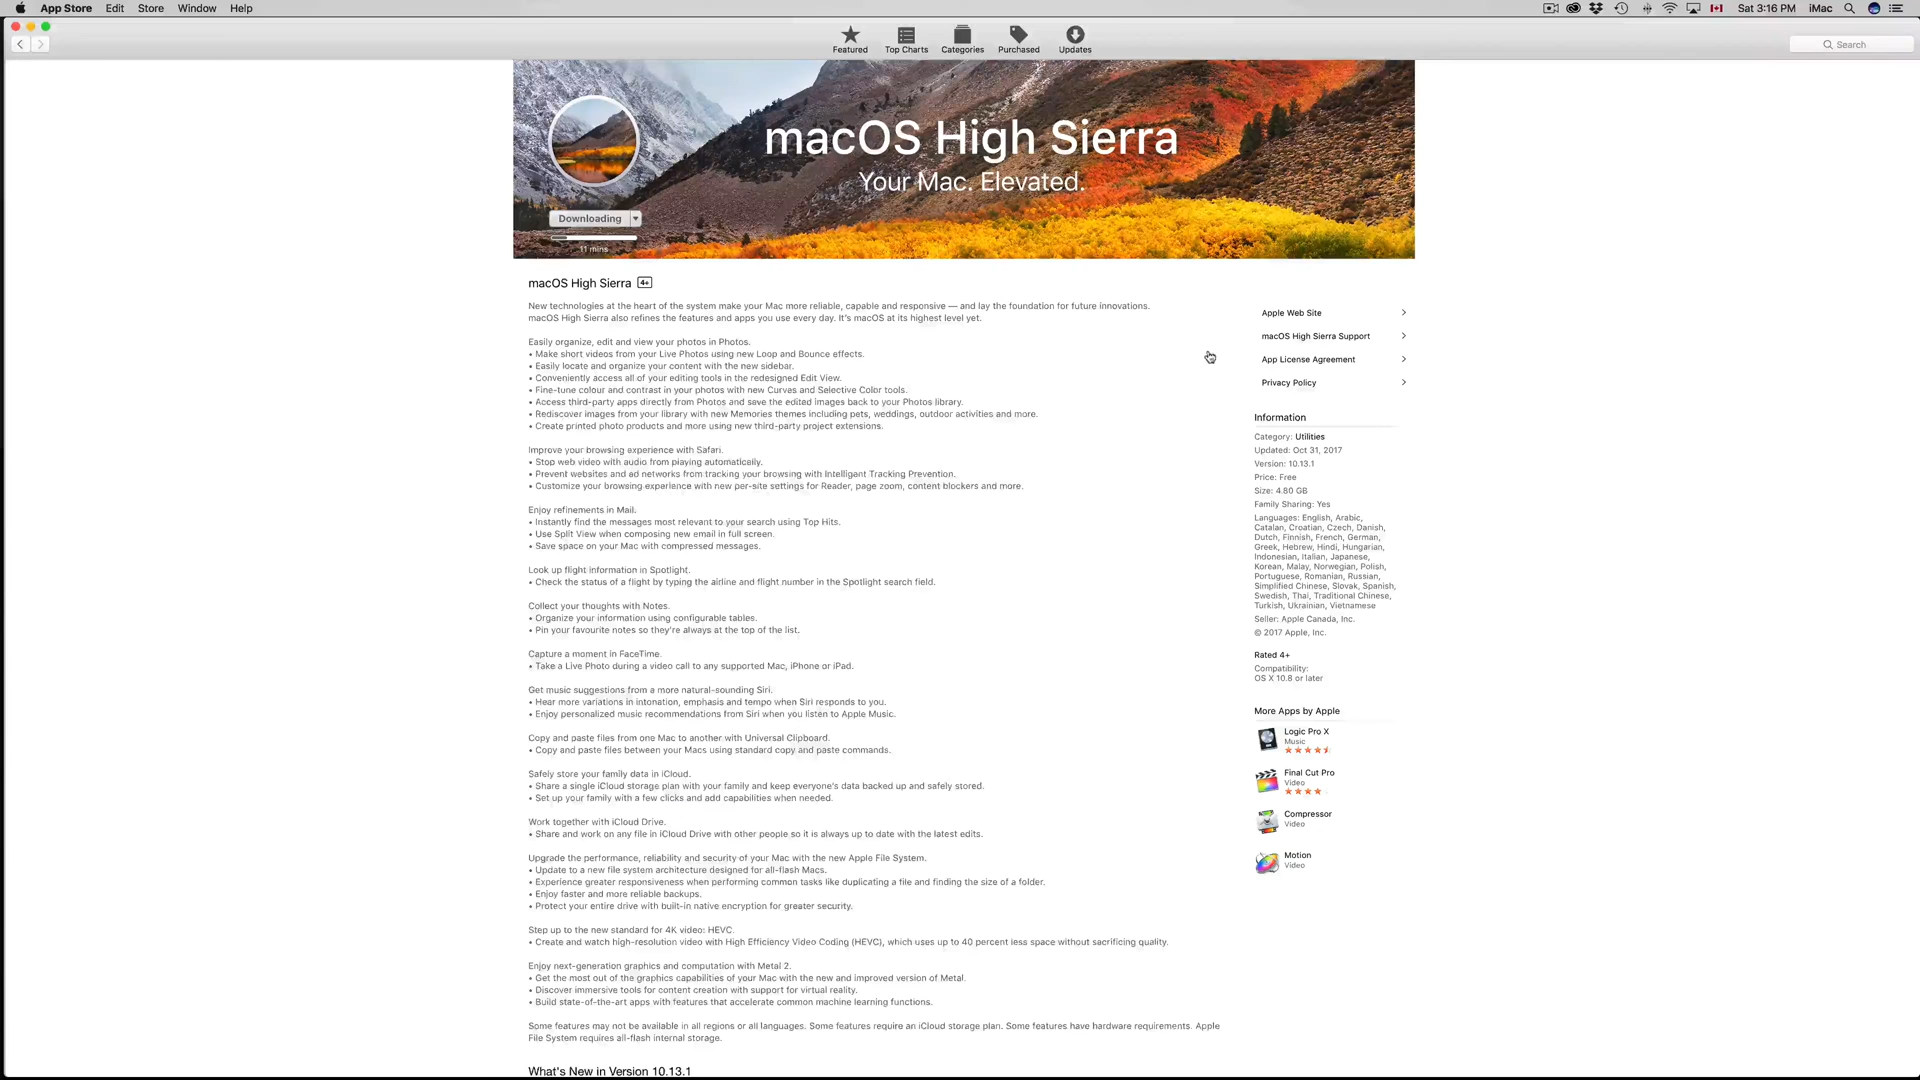 App Store Edit Store Window Help
Sat 3:16 PM iMac
Featured Top Charts Categories Purchased Updates
Search
macOS High Sierra
Your Mac. Elevated.
Downloading
11 mins
macOS High Sierra 4+
New technologies at the heart of the system make your Mac more reliable, capable and responsive — and lay the foundation for future innovations.
macOS High Sierra also refines the features and apps you use every day. It's macOS at its highest level yet.
Easily organize, edit and view your photos in Photos.
• Make short videos from your Live Photos using new Loop and Bounce effects.
• Easily locate and organize your content with the new sidebar.
• Conveniently access all of your editing tools in the redesigned Edit View.
• Fine-tune colour and contrast in your photos with new Curves and Selective Color tools.
• Access third-party apps directly from Photos and save the edited images back to your Photos library.
• Rediscover images from your library with new Memories themes including pets, weddings, outdoor activities and more.
• Create printed photo products and more using new third-party project extensions.
Improve your browsing experience with Safari.
• Stop web video with audio from playing automatically.
• Prevent websites and ad networks from tracking your browsing with Intelligent Tracking Prevention.
• Customize your browsing experience with new per-site settings for Reader, page zoom, content blockers and more.
Enjoy refinements in Mail.
• Instantly find the messages most relevant to your search using Top Hits.
• Use Split View when composing new email in full screen.
• Save space on your Mac with compressed messages.
Look up flight information in Spotlight.
• Check the status of a flight by typing the airline and flight number in the Spotlight search field.
Collect your thoughts with Notes.
• Organize your information using configurable tables.
• Pin your favourite notes so they're always at the top of the list.
Capture a moment in FaceTime.
• Take a Live Photo during a video call to any supported Mac, iPhone or iPad.
Get music suggestions from a more natural-sounding Siri.
• Hear more variations in intonation, emphasis and tempo when Siri responds to you.
• Enjoy personalized music recommendations from Siri when you listen to Apple Music.
Copy and paste files from one Mac to another with Universal Clipboard.
• Copy and paste files between your Macs using standard copy and paste commands.
Safely store your family data in iCloud.
• Share a single iCloud storage plan with your family and keep everyone's data backed up and safely stored.
• Set up your family with a few clicks and add capabilities when needed.
Work together with iCloud Drive.
• Share and work on any file in iCloud Drive with other people so it is always up to date with the latest edits.
Upgrade the performance, reliability and security of your Mac with the new Apple File System.
• Update to a new file system architecture designed for all-flash Macs.
• Experience greater responsiveness when performing common tasks like duplicating a file and finding the size of a folder.
• Enjoy faster and more reliable backups.
• Protect your entire drive with built-in native encryption for greater security.
Step up to the new standard for 4K video: HEVC.
• Create and watch high-resolution video with High Efficiency Video Coding (HEVC), which uses up to 40 percent less space without sacrificing quality.
Enjoy next-generation graphics and computation with Metal 2.
• Get the most out of the graphics capabilities of your Mac with the new and improved version of Metal.
• Discover immersive tools for content creation with support for virtual reality.
• Build state-of-the-art apps with features that accelerate common machine learning functions.
Some features may not be available in all regions or all languages. Some features require an iCloud storage plan. Some features have hardware requirements. Apple
File System requires all-flash internal storage.
What's New in Version 10.13.1
Apple Web Site
macOS High Sierra Support
App License Agreement
Privacy Policy
Information
Category: Utilities
Updated: Oct 31, 2017
Version: 10.13.1
Price: Free
Size: 4.80 GB
Family Sharing: Yes
Languages: English, Arabic,
Catalan, Croatian, Czech, Danish,
Dutch, Finnish, French, German,
Greek, Hebrew, Hindi, Hungarian,
Indonesian, Italian, Japanese,
Korean, Malay, Norwegian, Polish,
Portuguese, Romanian, Russian,
Simplified Chinese, Slovak, Spanish,
Swedish, Thai, Traditional Chinese,
Turkish, Ukrainian, Vietnamese
Seller: Apple Canada, Inc.
© 2017 Apple, Inc.
Rated 4+
Compatibility:
OS X 10.8 or later
More Apps by Apple
Logic Pro X
Music
Final Cut Pro
Video
Compressor
Video
Motion
Video